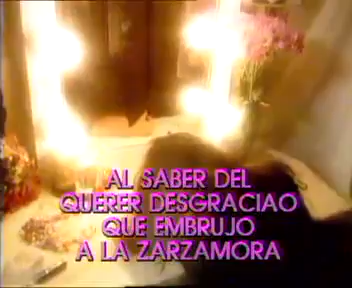 AL SABER DEL
QUERER DESGRACIAO
QUE EMBRUJO
A LA ZARZAMORA